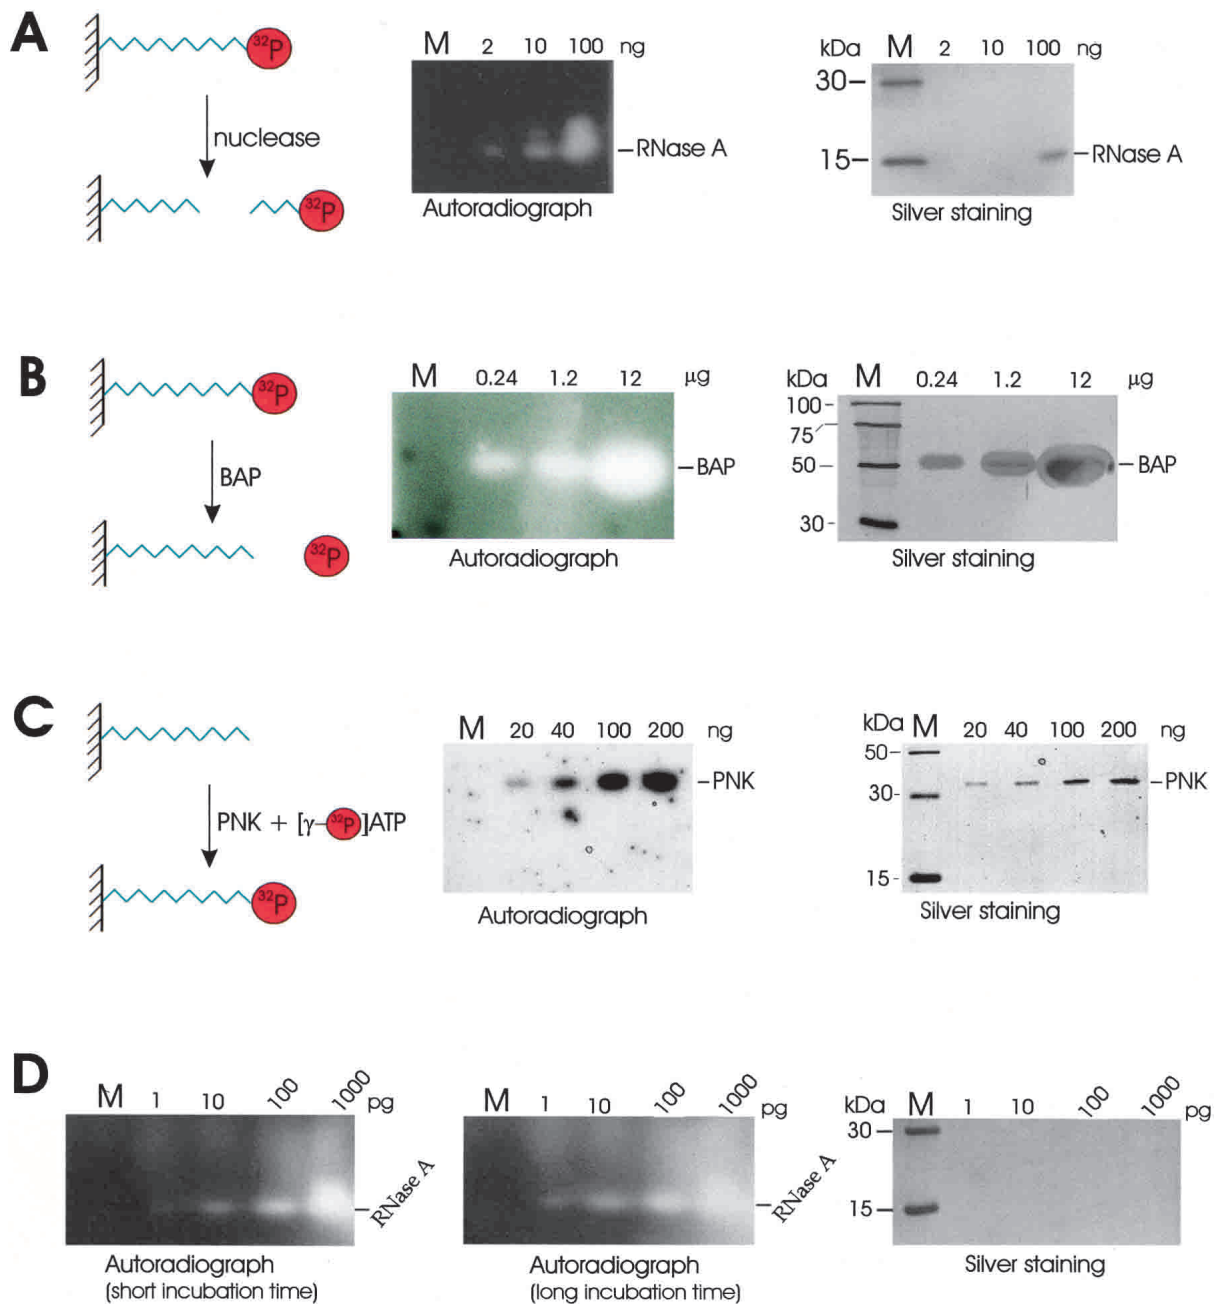 A
32P
nuclease
32P
M 2 10 100 ng
RNase A
Autoradiograph
kDa M 2 10 100 ng
30
15
RNase A
Silver staining
B
32P
BAP
32P
M 0.24 1.2 12 μg
BAP
Autoradiograph
kDa M 0.24 1.2 12 μg
100
75
50
30
BAP
Silver staining
C
PNK + [γ-32P]ATP
32P
M 20 40 100 200 ng
PNK
Autoradiograph
kDa M 20 40 100 200 ng
50
30
15
PNK
Silver staining
D
M 1 10 100 1000 pg
RNase A
Autoradiograph
(short incubation time)
M 1 10 100 1000 pg
RNase A
Autoradiograph
(long incubation time)
kDa M 1 10 100 1000 pg
30
15
Silver staining